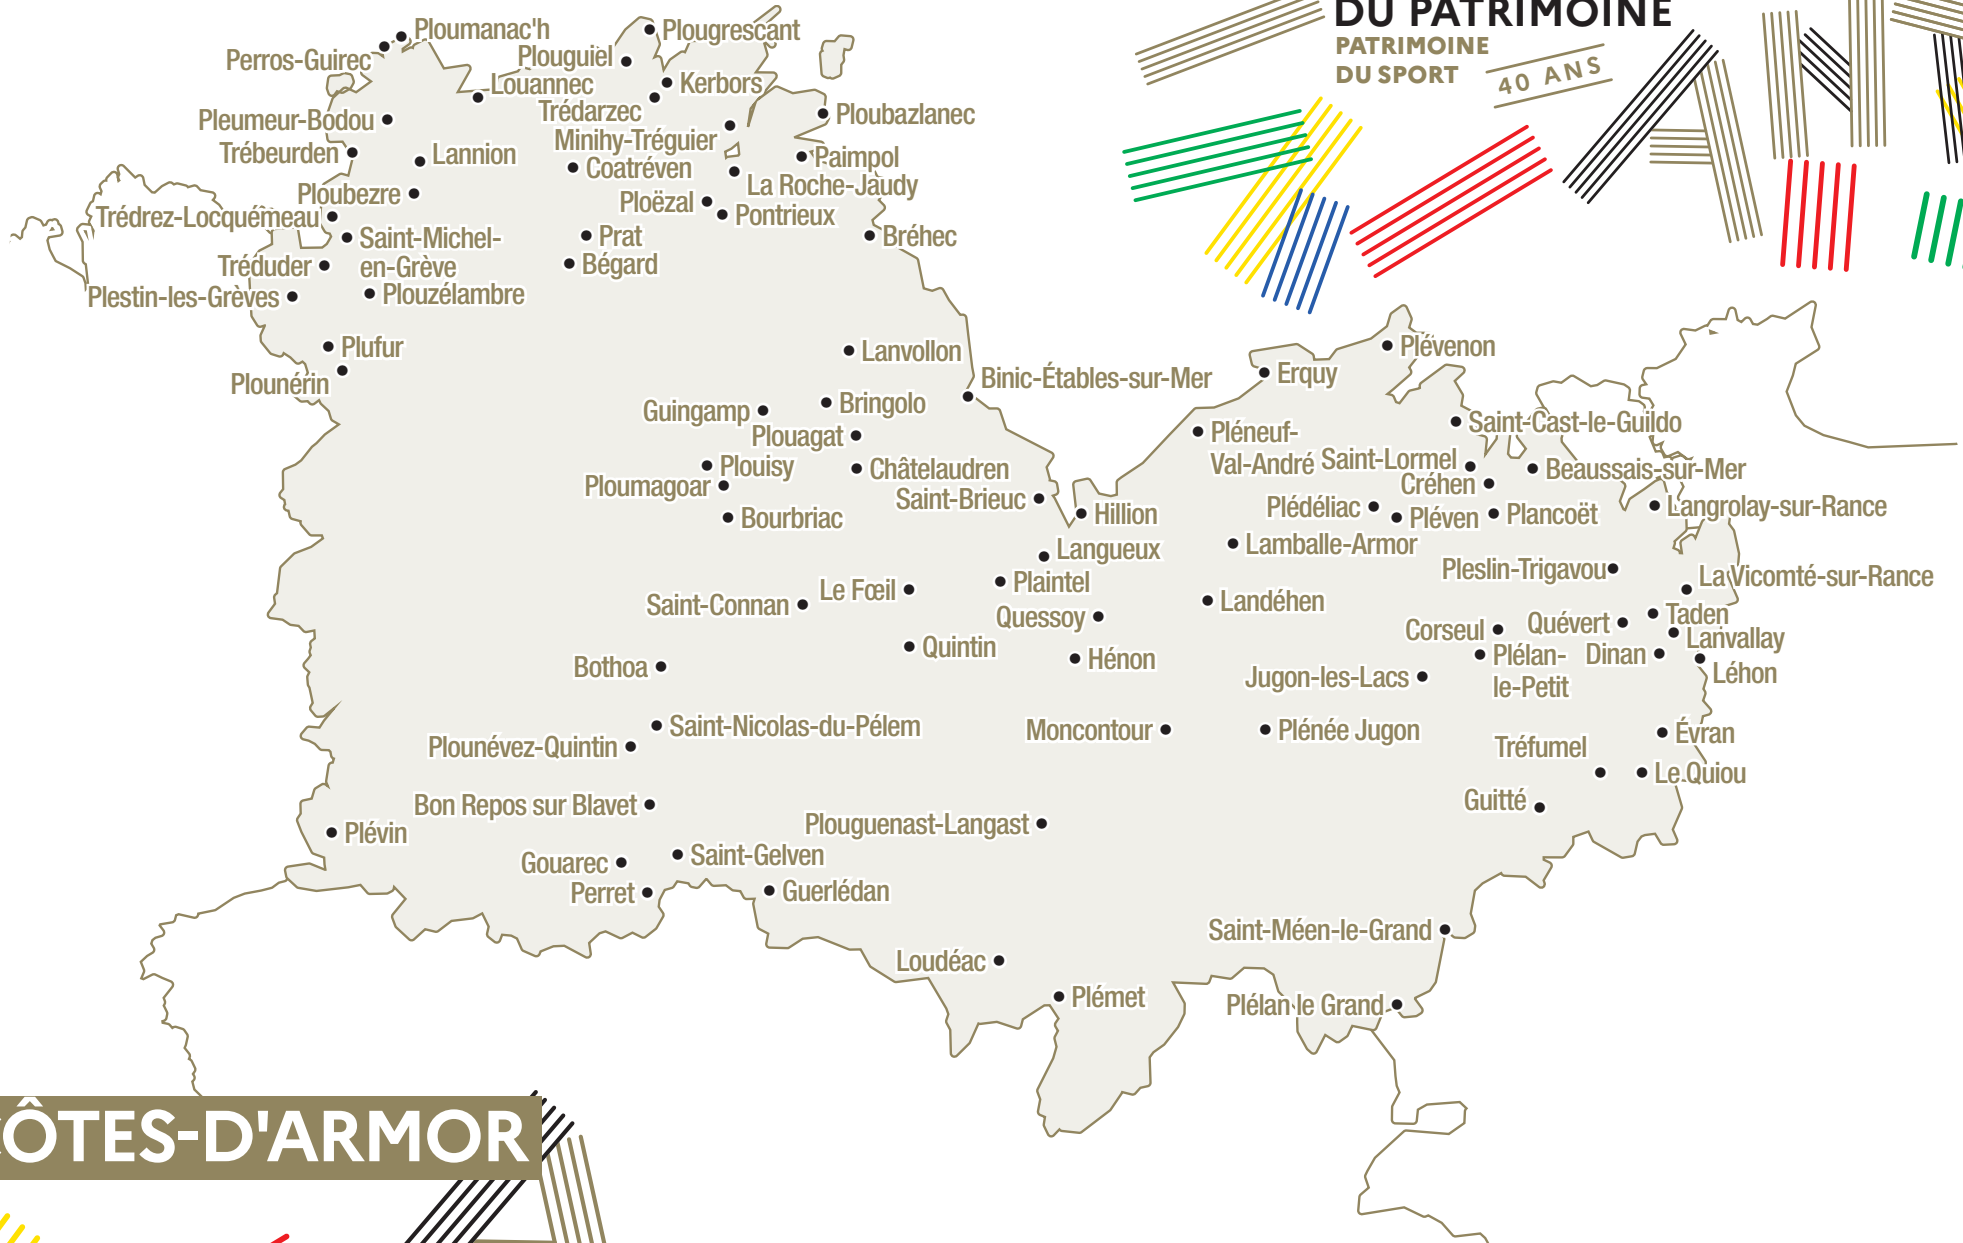 DU PATRIMOINE
PATRIMOINE
DU SPORT
40 ANS
Ploumanac'h
Plougrescant
Perros-Guirec
Plouguiel
Louannec
Kerbors
Trédarzec
Pleumeur-Bodou
Ploubazlanec
Minihy-Tréguier
Trébeurden
Lannion
Paimpol
Coatréven
La Roche-Jaudy
Ploubezre
Ploëzal
Trédrez-Locquémeau
Pontrieux
Saint-Michel-
en-Grève
Prat
Bréhec
Tréduder
Bégard
Plestin-les-Grèves
Plouzélambre
Plufur
Lanvollon
Plévenon
Plounérin
Binic-Étables-sur-Mer
Erquy
Guingamp
Bringolo
Saint-Cast-le-Guildo
Plouagat
Pléneuf-
Val-André
Saint-Lormel
Plouisy
Châtelaudren
Beaussais-sur-Mer
Ploumagoar
Créhen
Saint-Brieuc
Plédéliac
Langrolay-sur-Rance
Bourbriac
Hillion
Pléven
Plancoët
Langueux
Lamballe-Armor
Pleslin-Trigavou
Plaintel
La Vicomté-sur-Rance
Le Fœil
Saint-Connan
Landéhen
Quessoy
Taden
Corseul
Quévert
Lanvallay
Quintin
Hénon
Plélan-
le-Petit
Dinan
Léhon
Bothoa
Jugon-les-Lacs
Saint-Nicolas-du-Pélem
Moncontour
Plénée Jugon
Évran
Plounévez-Quintin
Tréfumel
Le Quiou
Bon Repos sur Blavet
Guitté
Plévin
Plouguenast-Langast
Gouarec
Saint-Gelven
Perret
Guerlédan
Saint-Méen-le-Grand
Loudéac
Plémet
Plélan le Grand
CÔTES-D'ARMOR